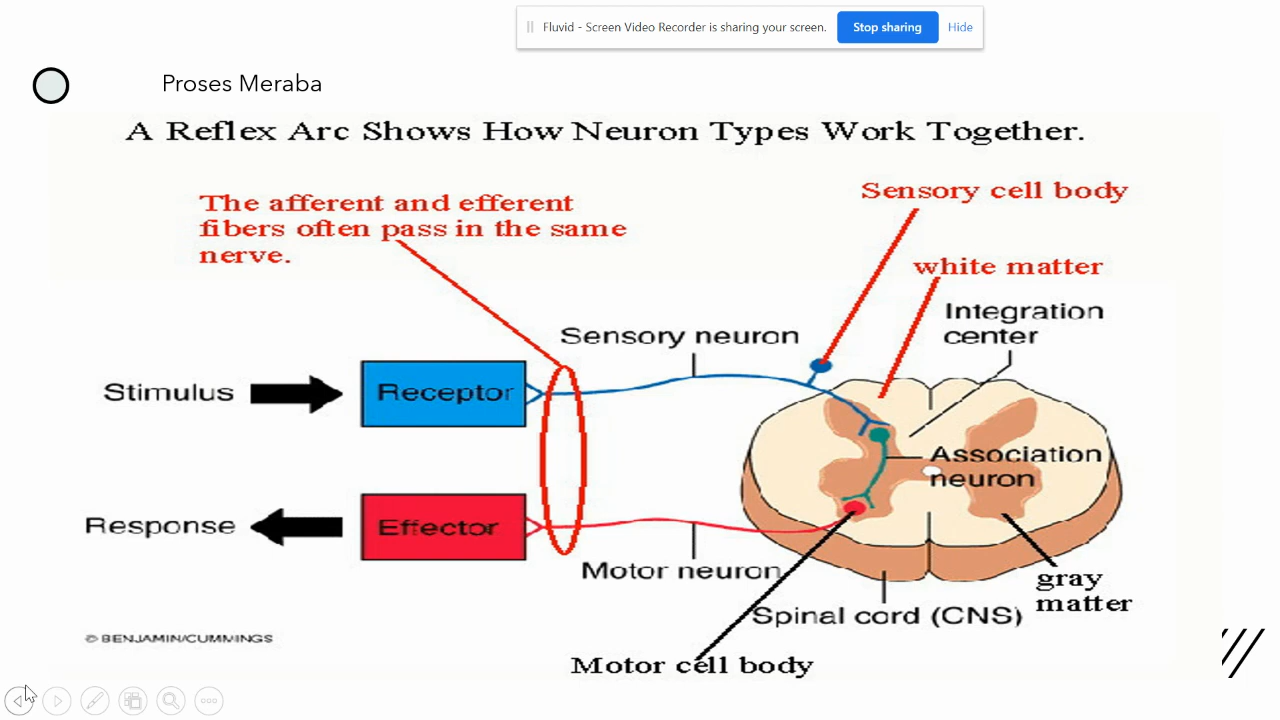 Fluvid - Screen Video Recorder is sharing your screen.
Stop sharing
Hide
Proses Meraba
A Reflex Arc Shows How Neuron Types Work Together.
The afferent and efferent
fibers often pass in the same
nerve.
Sensory cell body
white matter
Integration
center
Sensory neuron
Stimulus
Receptor
Association
neuron
Response
Effector
Motor neuron
gray
matter
Spinal cord (CNS)
© BENJAMIN/CUMMINGS
Motor cell body